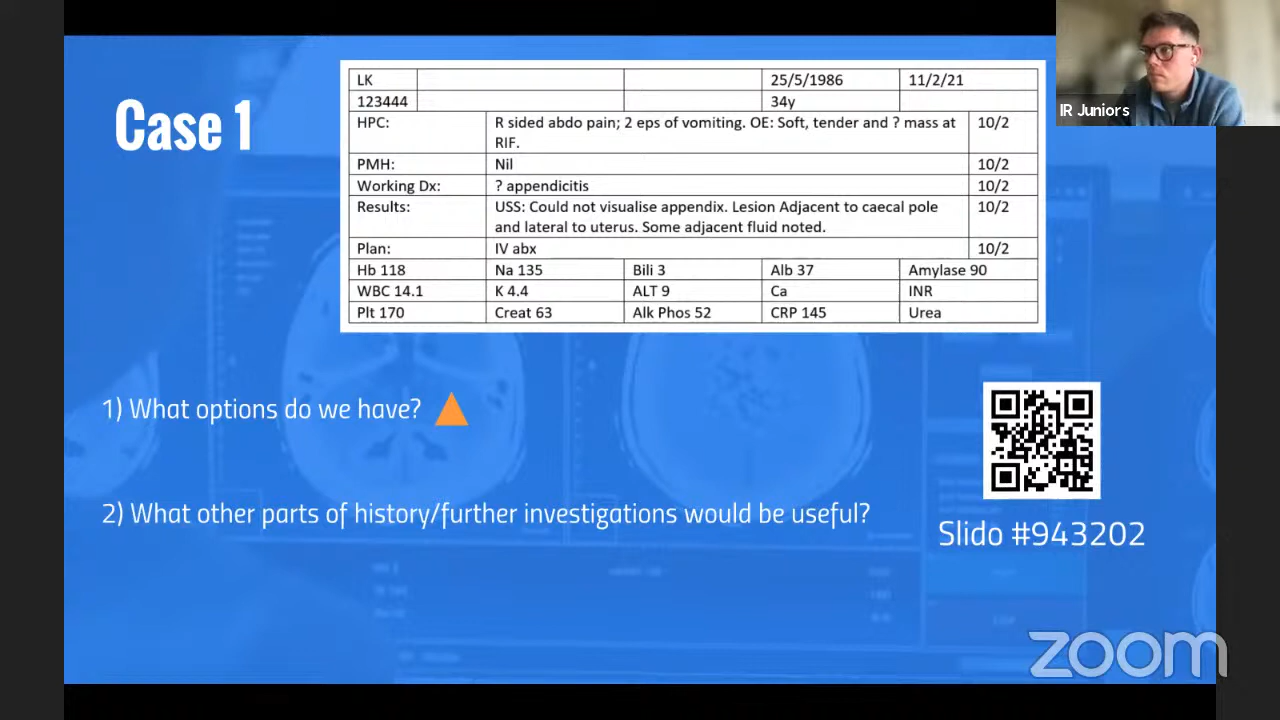 IR Juniors
Case 1
LK 25/5/1986 11/2/21
123444 34y
HPC: R sided abdo pain; 2 eps of vomiting. OE: Soft, tender and ? mass at 10/2
RIF.
PMH: Nil 10/2
Working Dx: ? appendicitis 10/2
Results: USS: Could not visualise appendix. Lesion Adjacent to caecal pole 10/2
and lateral to uterus. Some adjacent fluid noted.
Plan: IV abx 10/2
Hb 118 Na 135 Bili 3 Alb 37 Amylase 90
WBC 14.1 K 4.4 ALT 9 Ca INR
Plt 170 Creat 63 Alk Phos 52 CRP 145 Urea
1) What options do we have?
2) What other parts of history/further investigations would be useful?
Slido #943202
zoom